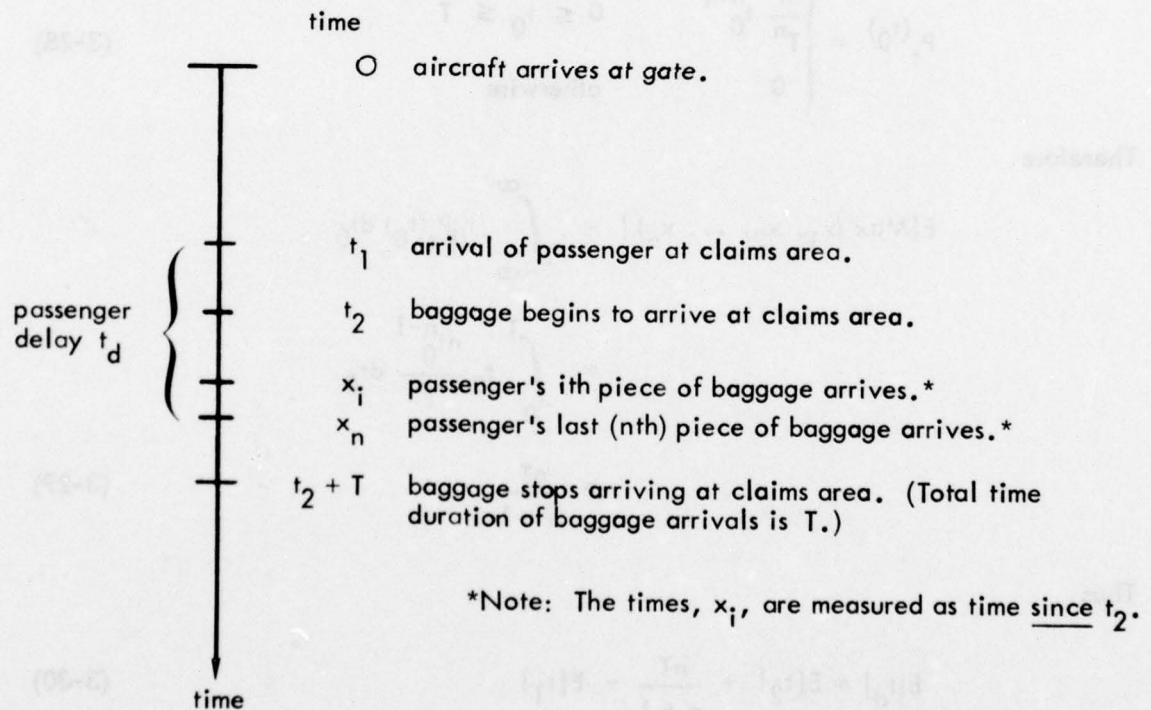 time
O aircraft arrives at gate.
t₁ arrival of passenger at claims area.
t₂ baggage begins to arrive at claims area.
passenger
delay t_d
xᵢ passenger's ith piece of baggage arrives.*
xₙ passenger's last (nth) piece of baggage arrives.*
t₂ + T baggage stops arriving at claims area. (Total time
duration of baggage arrivals is T.)
*Note: The times, xᵢ, are measured as time since t₂.
time